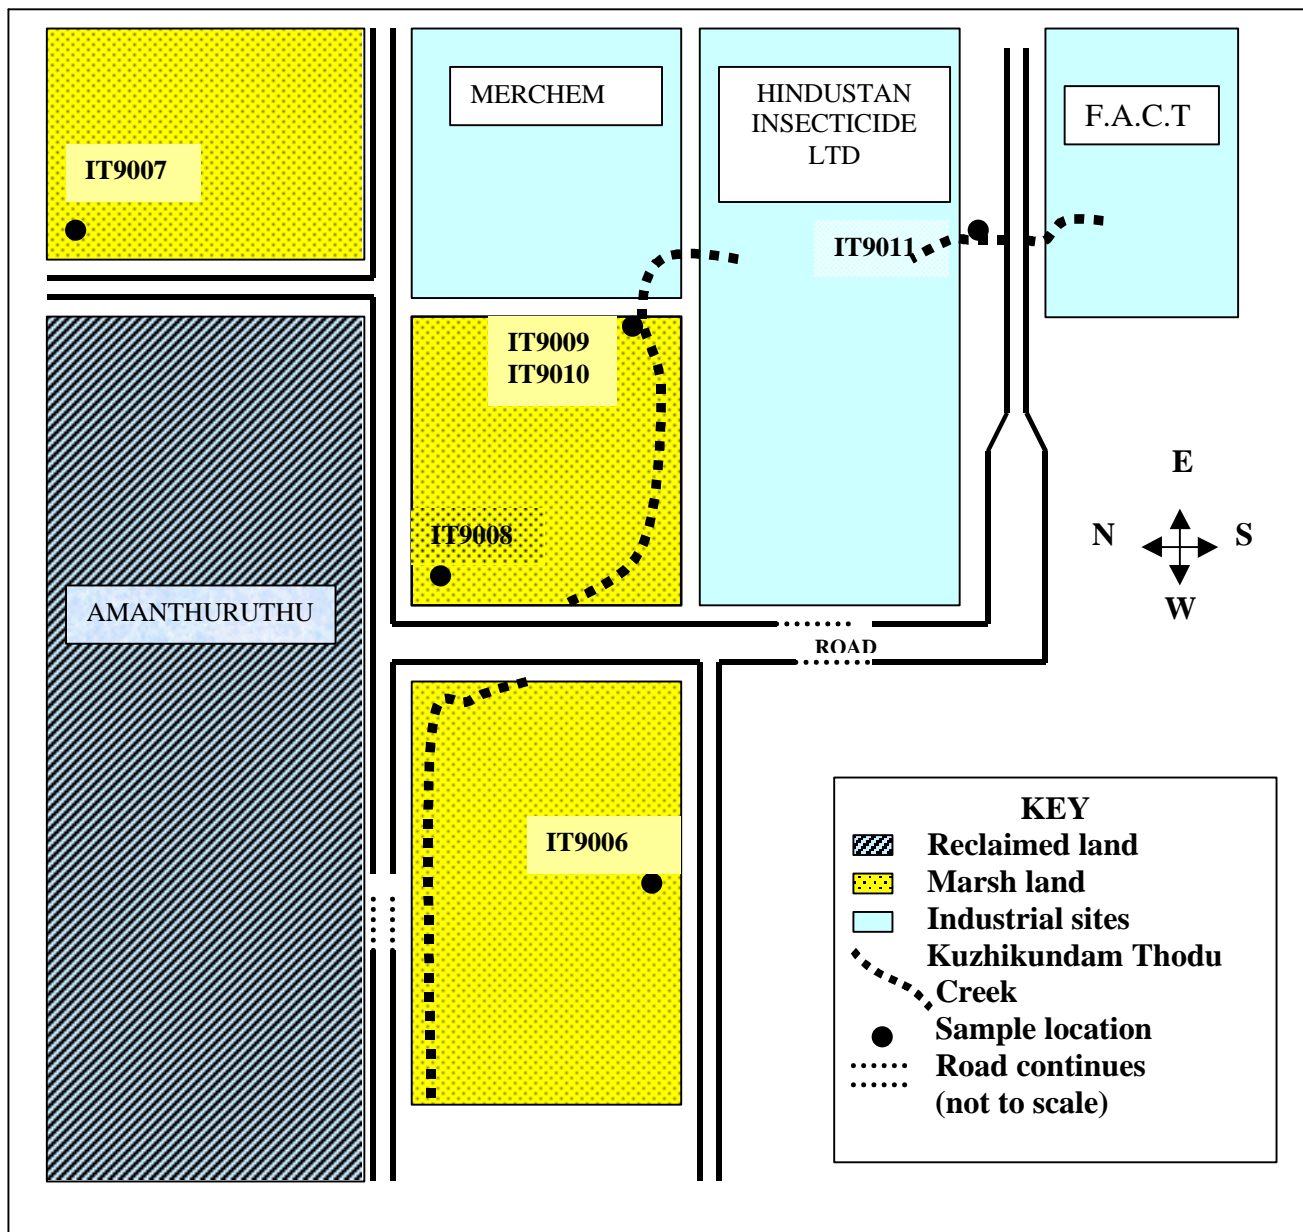 MERCHEM
HINDUSTAN
INSECTICIDE
LTD
F.A.C.T
IT9007
IT9011
IT9009
IT9010
IT9008
E
N
S
W
AMANTHURUTHU
ROAD
IT9006
KEY
Reclaimed land
Marsh land
Industrial sites
Kuzhikundam Thodu
Creek
Sample location
Road continues
(not to scale)